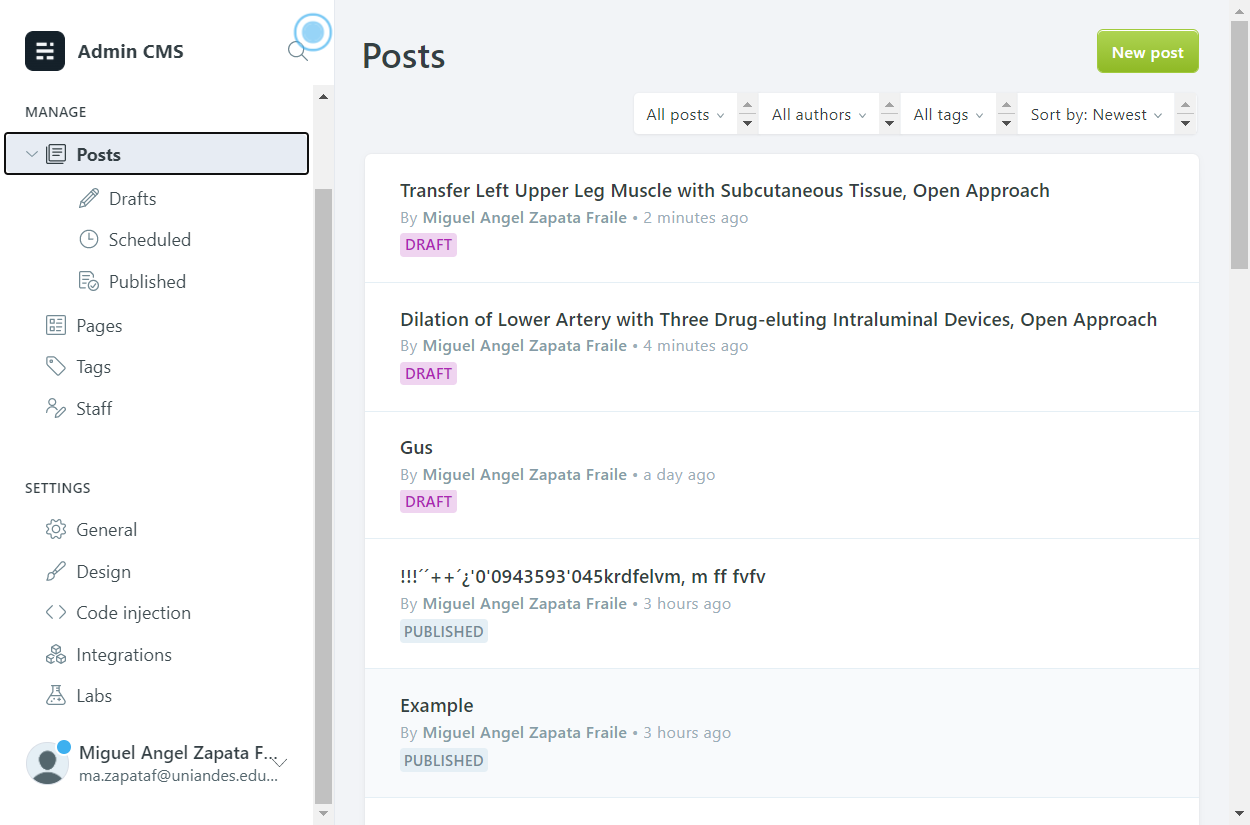 Admin CMS
MANAGE
Posts
Drafts
Scheduled
Published
Pages
Tags
Staff
SETTINGS
General
Design
Code injection
Integrations
Labs
Miguel Angel Zapata F...
ma.zapataf@uniandes.edu...
Posts
New post
All posts
All authors
All tags
Sort by: Newest
Transfer Left Upper Leg Muscle with Subcutaneous Tissue, Open Approach
By Miguel Angel Zapata Fraile • 2 minutes ago
DRAFT
Dilation of Lower Artery with Three Drug-eluting Intraluminal Devices, Open Approach
By Miguel Angel Zapata Fraile • 4 minutes ago
DRAFT
Gus
By Miguel Angel Zapata Fraile • a day ago
DRAFT
!!!´´++´¿'0'0943593'045krdfelvm, m ff fvfv
By Miguel Angel Zapata Fraile • 3 hours ago
PUBLISHED
Example
By Miguel Angel Zapata Fraile • 3 hours ago
PUBLISHED